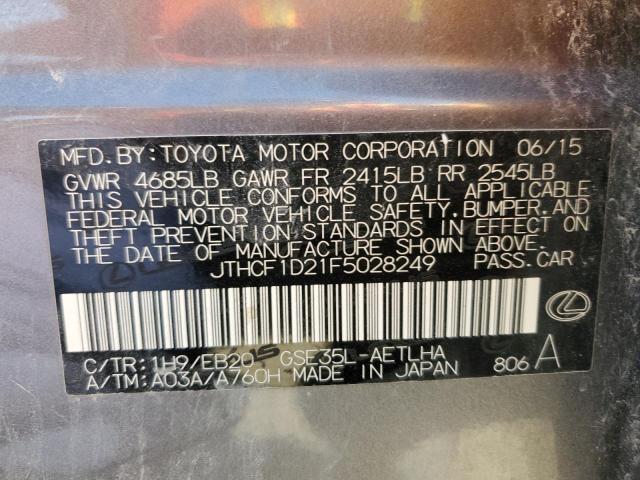 MFD.BY:TOYOTA MOTOR CORPORATION 06/15
GVWR 4685LB GAWR FR 2415LB RR 2545LB
THIS VEHICLE CONFORMS TO ALL APPLICABLE
FEDERAL MOTOR VEHICLE SAFETY,BUMPER,AND
THEFT PREVENTION STANDARDS IN EFFECT ON
THE DATE OF MANUFACTURE SHOWN ABOVE.
JTHCF1D21F5028249 PASS.CAR
C/TR:1H9/EB20 GSE35L-AETLHA
A/TM:A03A/A760H MADE IN JAPAN 806 A